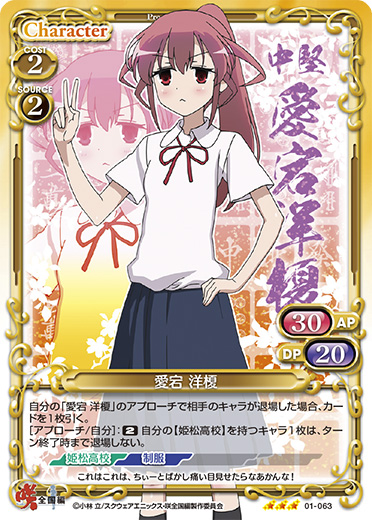 Character
COST
2
SOURCE
2
中堅
愛宕洋榎
30 AP
DP 20
愛宕 洋榎
自分の「愛宕 洋榎」のアプローチで相手のキャラが退場した場合、カー
ドを1枚引く。
[アプローチ/自分]:2 自分の【姫松高校】を持つキャラ1枚は、ター
ン終了時まで退場しない。
姫松高校 制服
これはこれは、ちぃーとばかし痛い目見せたらなあかんな!
咲 全国編
©小林 立/スクウェアエニックス・咲全国編製作委員会
01-063